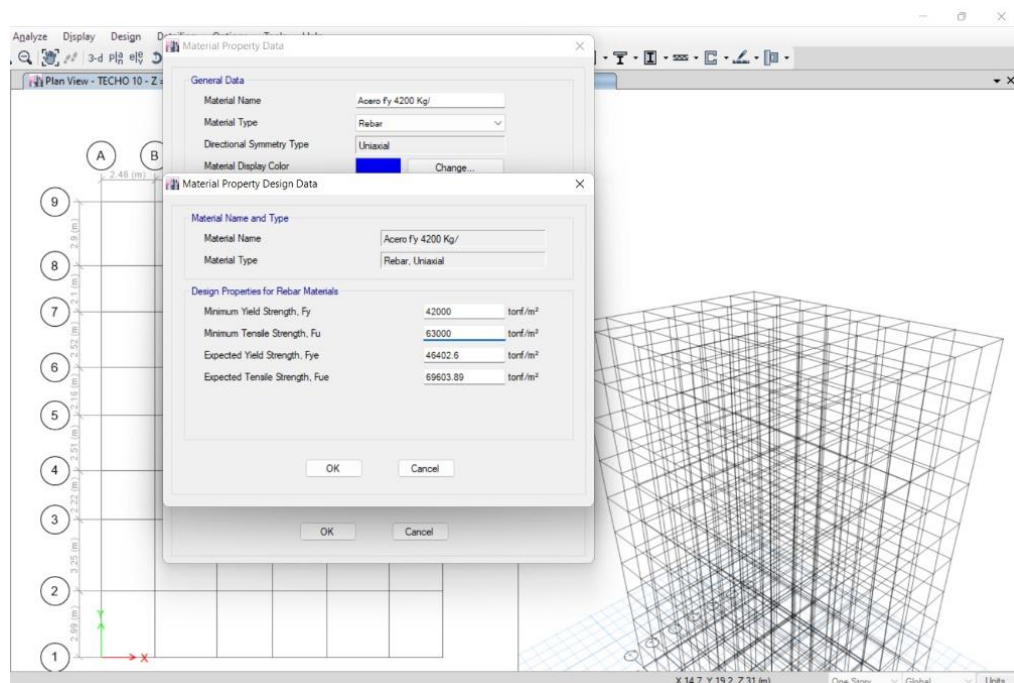 Analyze Display Design
3-d
Plan View - TECHO 10 - Z =
Material Property Data
General Data
Material Name Acero f'y 4200 Kg/
Material Type Rebar
Directional Symmetry Type Uniaxial
Material Display Color Change...
Material Property Design Data
Material Name and Type
Material Name Acero f'y 4200 Kg/
Material Type Rebar, Uniaxial
Design Properties for Rebar Materials
Minimum Yield Strength, Fy 42000 tonf/m²
Minimum Tensile Strength, Fu 63000 tonf/m²
Expected Yield Strength, Fye 46402.6 tonf/m²
Expected Tensile Strength, Fue 69603.89 tonf/m²
OK Cancel
OK Cancel
A B
2.46 (m)
9
2.9 (m)
8
2.1 (m)
7
2.52 (m)
6
2.16 (m)
5
2.51 (m)
4
2.22 (m)
3
3.25 (m)
2
2.99 (m)
1
Y
X
X 14.7 Y 19.2 Z 31 (m) One Story Global Units